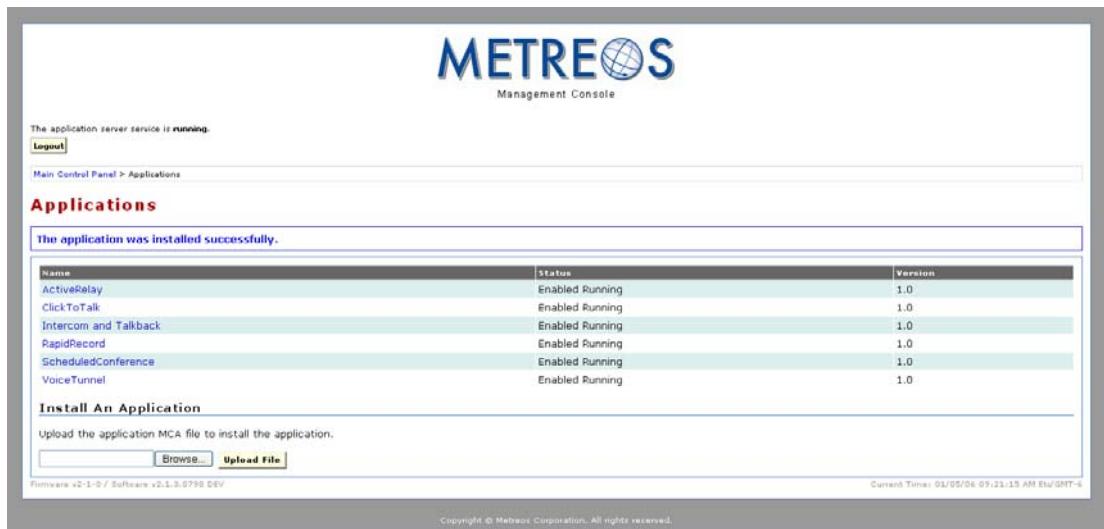 METREOS
Management Console
The application server service is running.
Logout
Main Control Panel > Applications
Applications
The application was installed successfully.
Name Status Version
ActiveRelay Enabled Running 1.0
ClickToTalk Enabled Running 1.0
Intercom and Talkback Enabled Running 1.0
RapidRecord Enabled Running 1.0
ScheduledConference Enabled Running 1.0
VoiceTunnel Enabled Running 1.0
Install An Application
Upload the application MCA file to install the application.
Browse... Upload File
Firmware v2-1-0 / Software v2.1.3.0798 DEV Current Time: 01/05/06 09:21:15 AM Etc/GMT-6
Copyright © Metreos Corporation. All rights reserved.